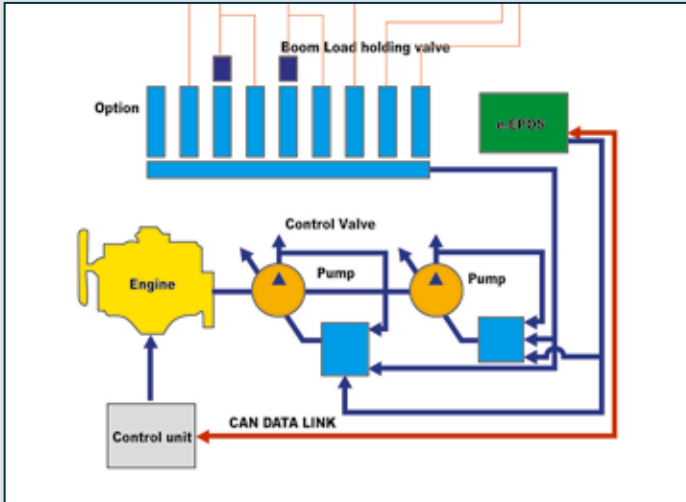 Boom Load holding valve
Option
e-EPOS
Control Valve
Pump
Pump
Engine
CAN DATA LINK
Control unit